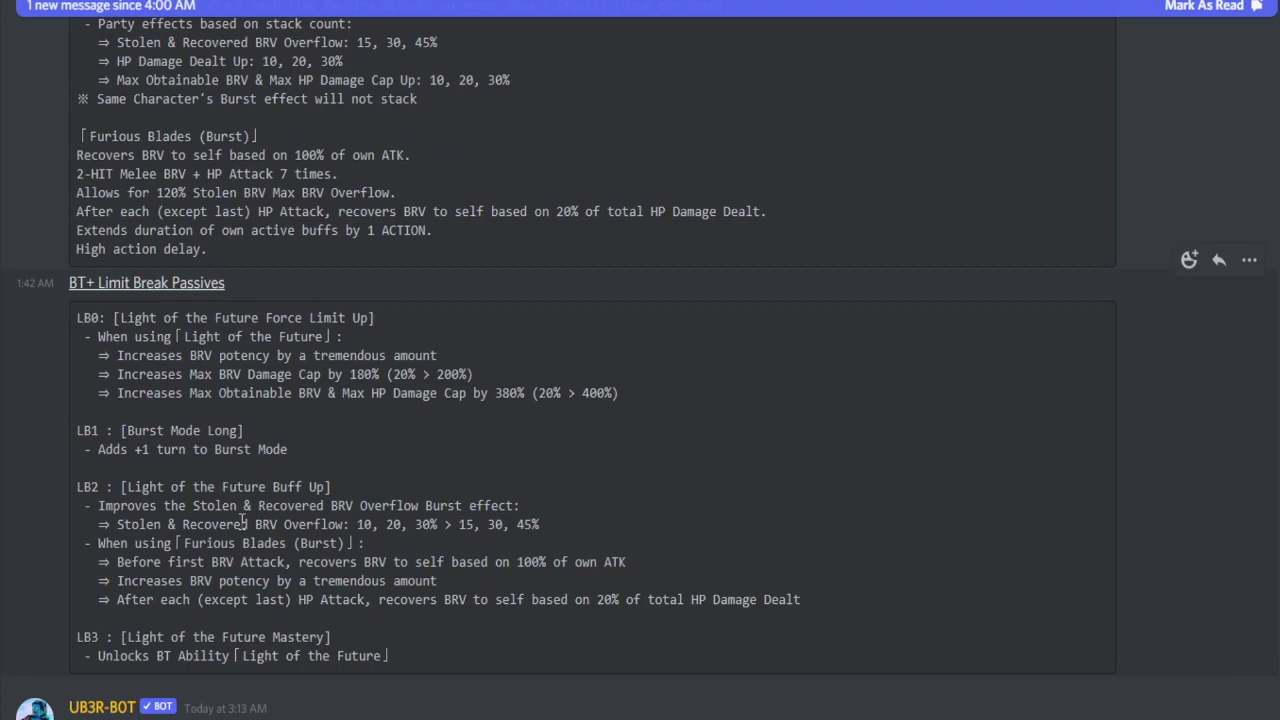 1 new message since 4:00 AM
Mark As Read
- Party effects based on stack count:
⇒ Stolen & Recovered BRV Overflow: 15, 30, 45%
⇒ HP Damage Dealt Up: 10, 20, 30%
⇒ Max Obtainable BRV & Max HP Damage Cap Up: 10, 20, 30%
※ Same Character's Burst effect will not stack
「Furious Blades (Burst)」
Recovers BRV to self based on 100% of own ATK.
2-HIT Melee BRV + HP Attack 7 times.
Allows for 120% Stolen BRV Max BRV Overflow.
After each (except last) HP Attack, recovers BRV to self based on 20% of total HP Damage Dealt.
Extends duration of own active buffs by 1 ACTION.
High action delay.
1:42 AM BT+ Limit Break Passives
LB0: [Light of the Future Force Limit Up]
- When using「Light of the Future」:
⇒ Increases BRV potency by a tremendous amount
⇒ Increases Max BRV Damage Cap by 180% (20% > 200%)
⇒ Increases Max Obtainable BRV & Max HP Damage Cap by 380% (20% > 400%)
LB1 : [Burst Mode Long]
- Adds +1 turn to Burst Mode
LB2 : [Light of the Future Buff Up]
- Improves the Stolen & Recovered BRV Overflow Burst effect:
⇒ Stolen & Recovered BRV Overflow: 10, 20, 30% > 15, 30, 45%
- When using「Furious Blades (Burst)」:
⇒ Before first BRV Attack, recovers BRV to self based on 100% of own ATK
⇒ Increases BRV potency by a tremendous amount
⇒ After each (except last) HP Attack, recovers BRV to self based on 20% of total HP Damage Dealt
LB3 : [Light of the Future Mastery]
- Unlocks BT Ability「Light of the Future」
UB3R-B0T ✓ BOT Today at 3:13 AM